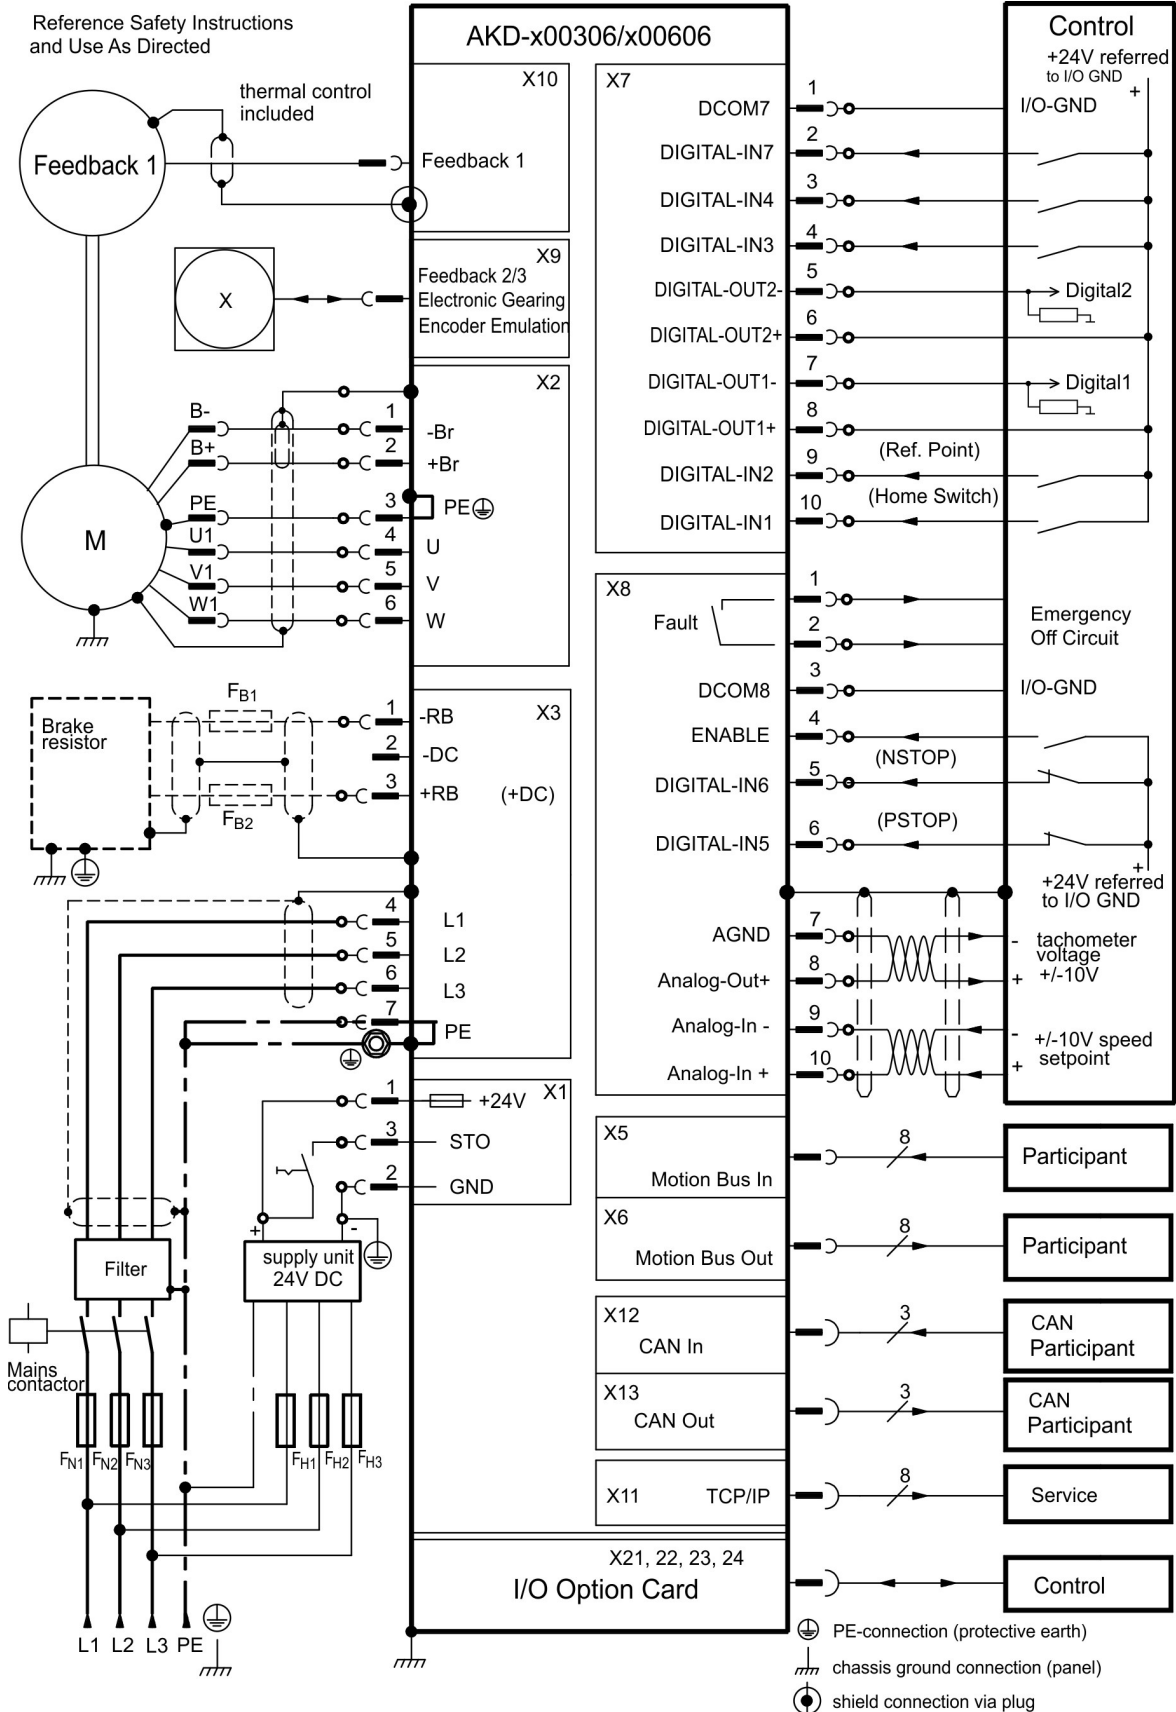 Reference Safety Instructions
and Use As Directed
AKD-x00306/x00606
Control
+24V referred
to I/O GND
+
thermal control
included
Feedback 1
X10
Feedback 1
X9
X
Feedback 2/3
Electronic Gearing
Encoder Emulation
X2
B-
1
-Br
B+
2
+Br
PE
3
PE
U1
4
U
V1
5
V
W1
6
W
M
X3
Brake
resistor
FB1
1
-RB
2
-DC
3
+RB
(+DC)
FB2
4
L1
5
L2
6
L3
7
PE
X1
1
+24V
3
STO
2
GND
+
-
supply unit
24V DC
Filter
Mains
contactor
FN1
FN2
FN3
FH1
FH2
FH3
L1
L2
L3
PE
X7
DCOM7
1
I/O-GND
DIGITAL-IN7
2
DIGITAL-IN4
3
DIGITAL-IN3
4
DIGITAL-OUT2-
5
Digital2
DIGITAL-OUT2+
6
DIGITAL-OUT1-
7
Digital1
DIGITAL-OUT1+
8
DIGITAL-IN2
9
(Ref. Point)
DIGITAL-IN1
10
(Home Switch)
X8
Fault
1
2
Emergency
Off Circuit
DCOM8
3
I/O-GND
ENABLE
4
DIGITAL-IN6
5
(NSTOP)
DIGITAL-IN5
6
(PSTOP)
+
+24V referred
to I/O GND
AGND
7
-
tachometer
voltage
Analog-Out+
8
+
+/-10V
Analog-In -
9
-
+/-10V speed
setpoint
Analog-In +
10
+
X5
Motion Bus In
8
Participant
X6
Motion Bus Out
8
Participant
X12
CAN In
3
CAN
Participant
X13
CAN Out
3
CAN
Participant
X11
TCP/IP
8
Service
X21, 22, 23, 24
I/O Option Card
Control
PE-connection (protective earth)
chassis ground connection (panel)
shield connection via plug